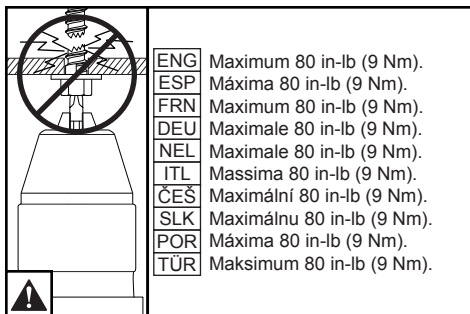 ENG Maximum 80 in-lb (9 Nm).
ESP Máxima 80 in-lb (9 Nm).
FRN Maximum 80 in-lb (9 Nm).
DEU Maximale 80 in-lb (9 Nm).
NEL Maximale 80 in-lb (9 Nm).
ITL Massima 80 in-lb (9 Nm).
ČEŠ Maximální 80 in-lb (9 Nm).
SLK Maximálnu 80 in-lb (9 Nm).
POR Máxima 80 in-lb (9 Nm).
TÜR Maksimum 80 in-lb (9 Nm).